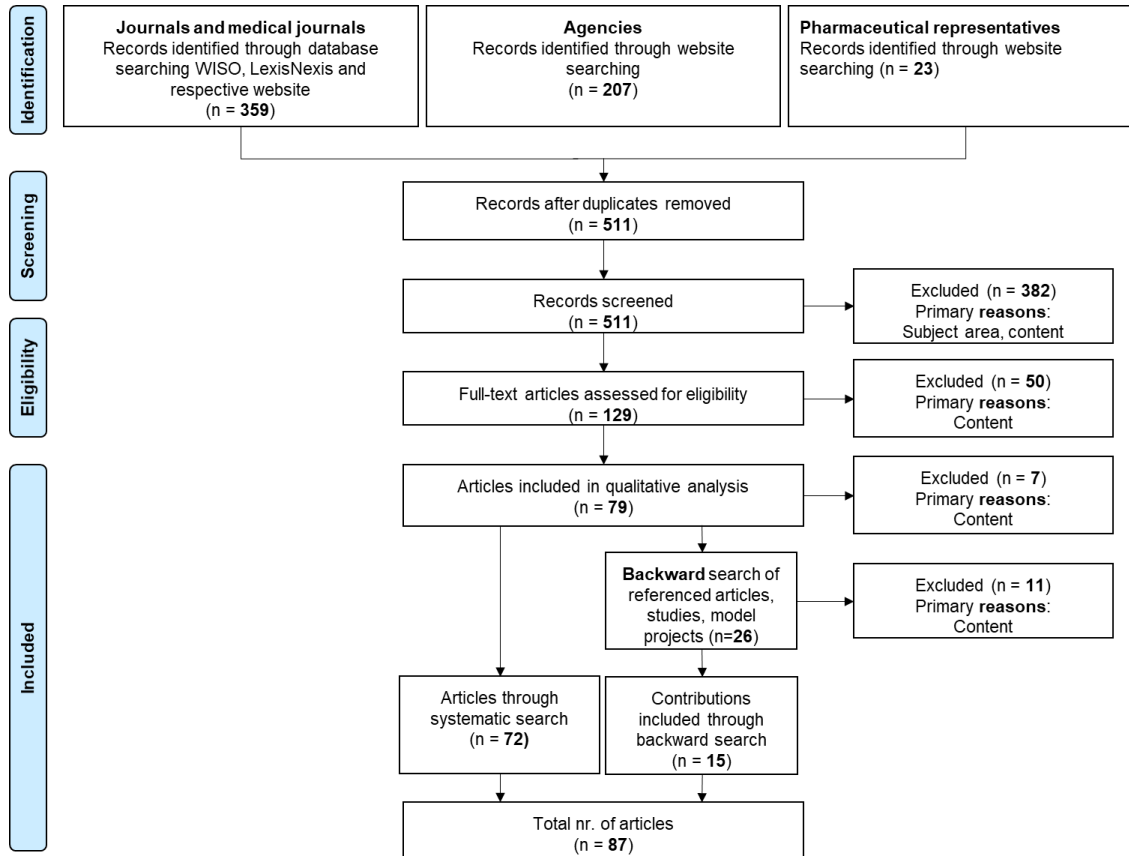 Identification
Journals and medical journals
Records identified through database
searching WISO, LexisNexis and
respective website
(n = 359)
Agencies
Records identified through website
searching
(n = 207)
Pharmaceutical representatives
Records identified through website
searching (n = 23)
Screening
Records after duplicates removed
(n = 511)
Records screened
(n = 511)
Excluded (n = 382)
Primary reasons:
Subject area, content
Eligibility
Full-text articles assessed for eligibility
(n = 129)
Excluded (n = 50)
Primary reasons:
Content
Included
Articles included in qualitative analysis
(n = 79)
Excluded (n = 7)
Primary reasons:
Content
Backward search of
referenced articles,
studies, model
projects (n=26)
Excluded (n = 11)
Primary reasons:
Content
Articles through
systematic search
(n = 72)
Contributions
included through
backward search
(n = 15)
Total nr. of articles
(n = 87)